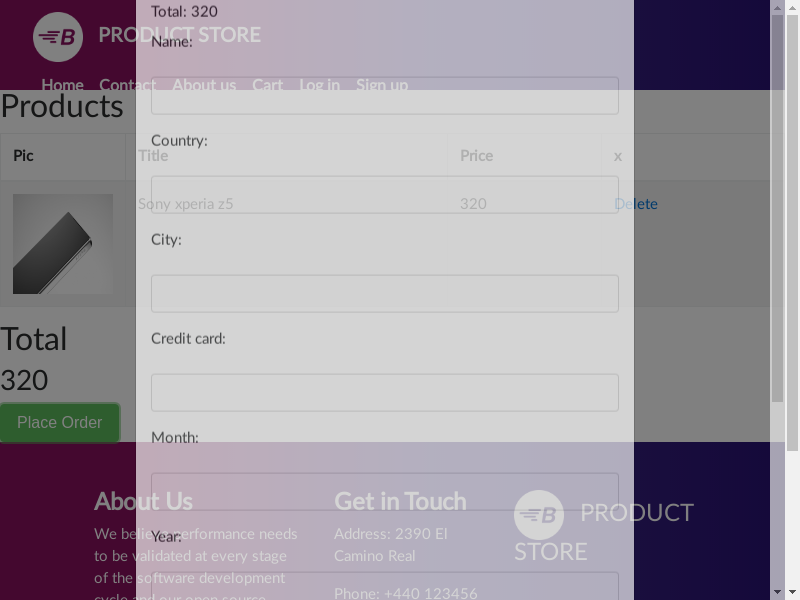 Total: 320
PRODUCT STORE
Name:
Home Contact About us Cart Log in Sign up
Products
Country:
Pic Title Price x
Sony xperia z5 320 Delete
City:
Total
Credit card:
320
Place Order
Month:
About Us
We believe performance needs
to be validated at every stage
of the software development
cycle and our open source
Year:
Get in Touch
Address: 2390 El
Camino Real
Phone: +440 123456
B PRODUCT
STORE